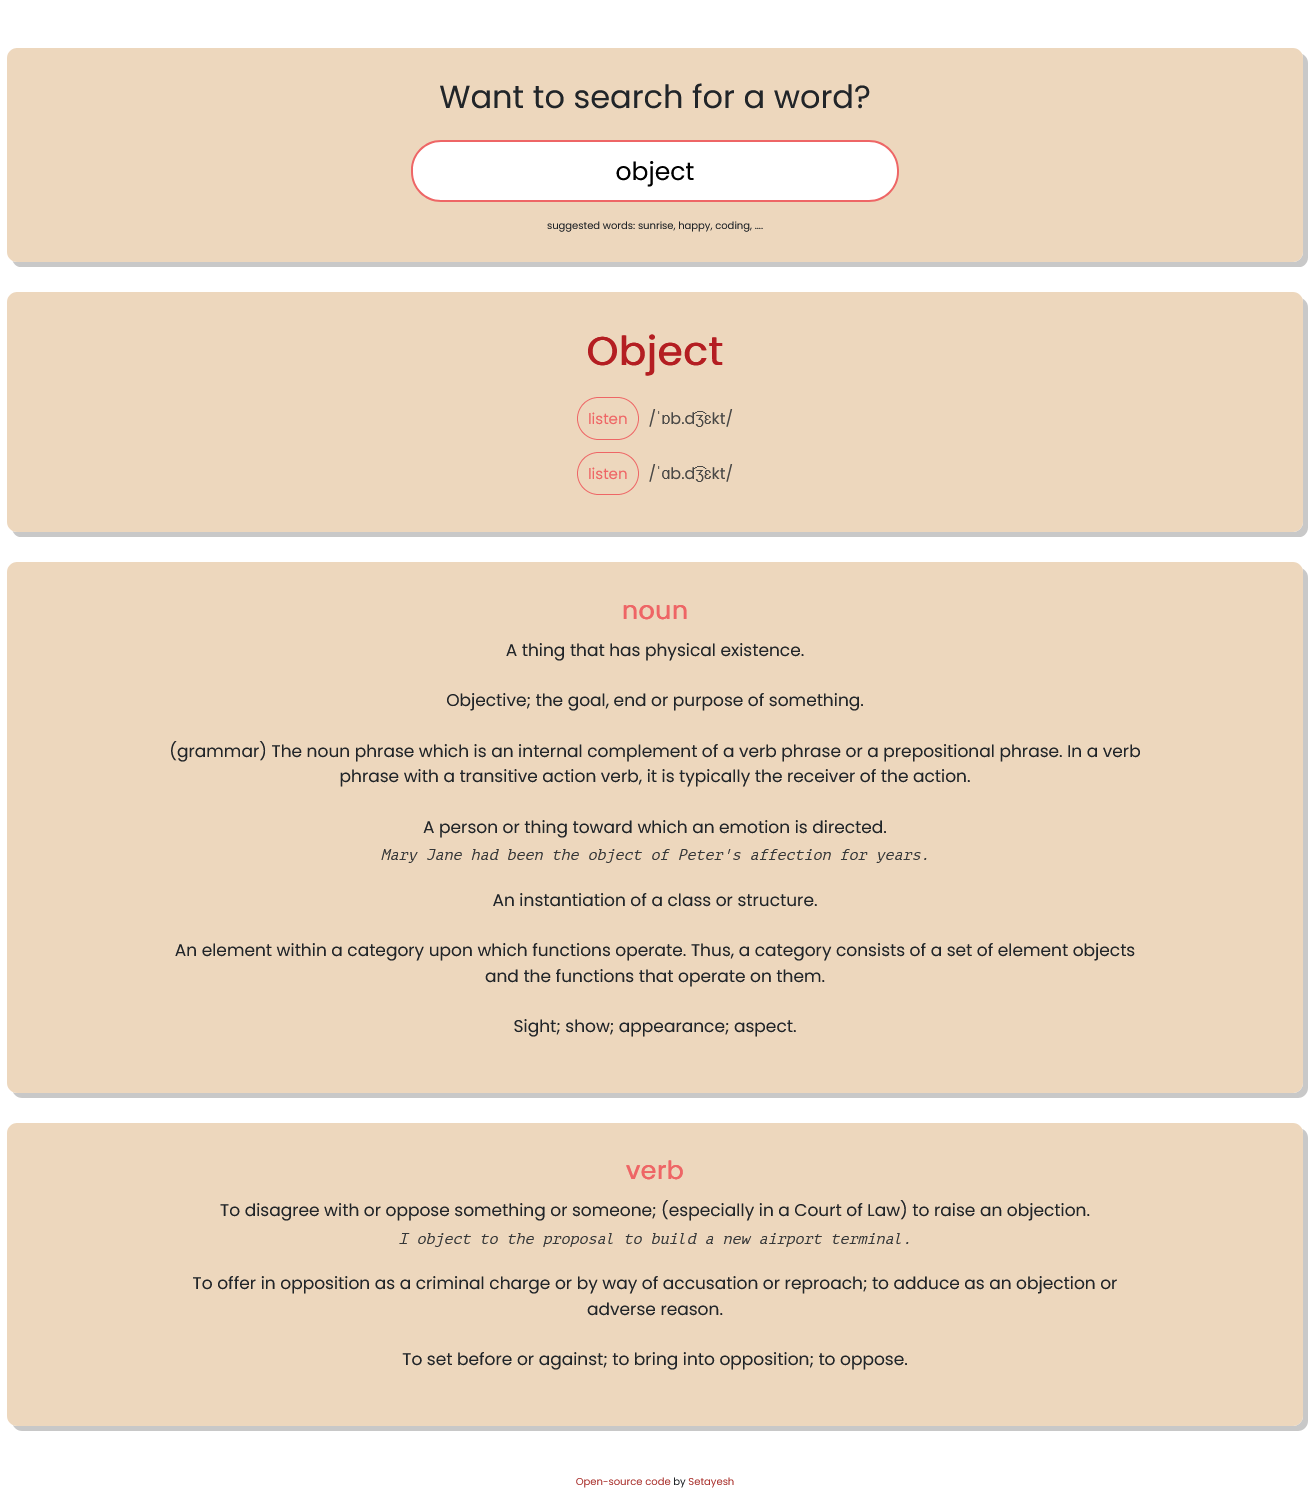 Want to search for a word?
object
suggested words: sunrise, happy, coding, ....
Object
listen /ˈɒb.d͡ʒɛkt/
listen /ˈɑb.d͡ʒɛkt/
noun
A thing that has physical existence.
Objective; the goal, end or purpose of something.
(grammar) The noun phrase which is an internal complement of a verb phrase or a prepositional phrase. In a verb
phrase with a transitive action verb, it is typically the receiver of the action.
A person or thing toward which an emotion is directed.
Mary Jane had been the object of Peter's affection for years.
An instantiation of a class or structure.
An element within a category upon which functions operate. Thus, a category consists of a set of element objects
and the functions that operate on them.
Sight; show; appearance; aspect.
verb
To disagree with or oppose something or someone; (especially in a Court of Law) to raise an objection.
I object to the proposal to build a new airport terminal.
To offer in opposition as a criminal charge or by way of accusation or reproach; to adduce as an objection or
adverse reason.
To set before or against; to bring into opposition; to oppose.
Open-source code by Setayesh